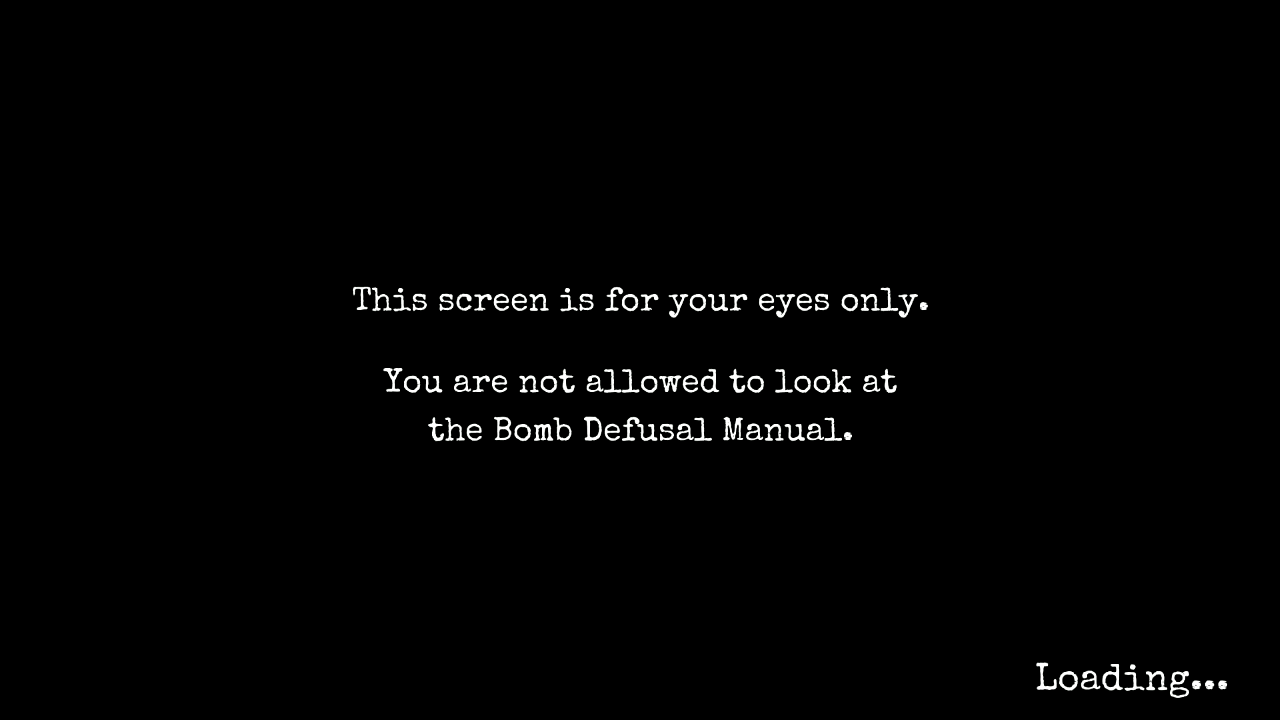 This screen is for your eyes only.
You are not allowed to look at
the Bomb Defusal Manual.
Loading...